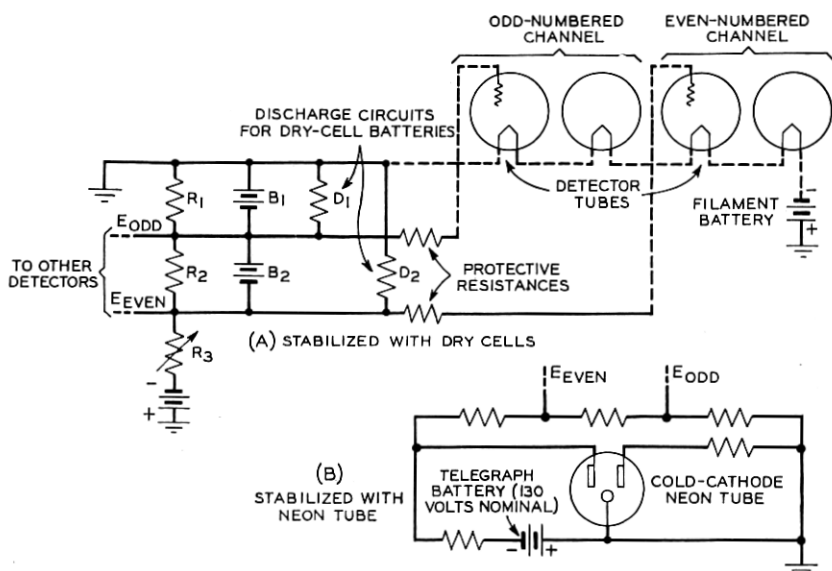 ODD-NUMBERED
CHANNEL
EVEN-NUMBERED
CHANNEL
DISCHARGE CIRCUITS
FOR DRY-CELL BATTERIES
R1
B1
D1
DETECTOR
TUBES
FILAMENT
BATTERY
-
+
EODD
TO OTHER
DETECTORS
R2
B2
D2
PROTECTIVE
RESISTANCES
EEVEN
(A) STABILIZED WITH DRY CELLS
R3
-
+
EEVEN
EODD
(B)
STABILIZED WITH
NEON TUBE
TELEGRAPH
BATTERY (130
VOLTS NOMINAL)
- +
COLD-CATHODE
NEON TUBE